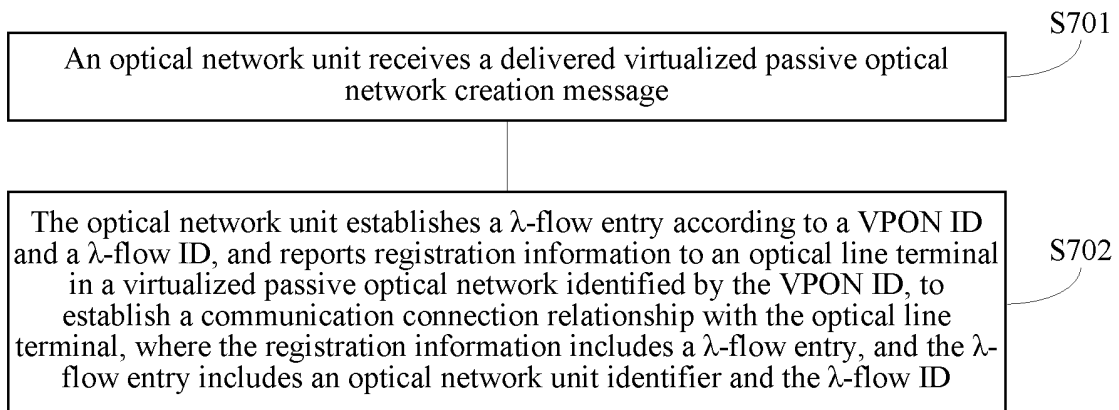 S701
An optical network unit receives a delivered virtualized passive optical
network creation message
The optical network unit establishes a λ-flow entry according to a VPON ID
and a λ-flow ID, and reports registration information to an optical line terminal
in a virtualized passive optical network identified by the VPON ID, to
establish a communication connection relationship with the optical line
terminal, where the registration information includes a λ-flow entry, and the λ-
flow entry includes an optical network unit identifier and the λ-flow ID
S702